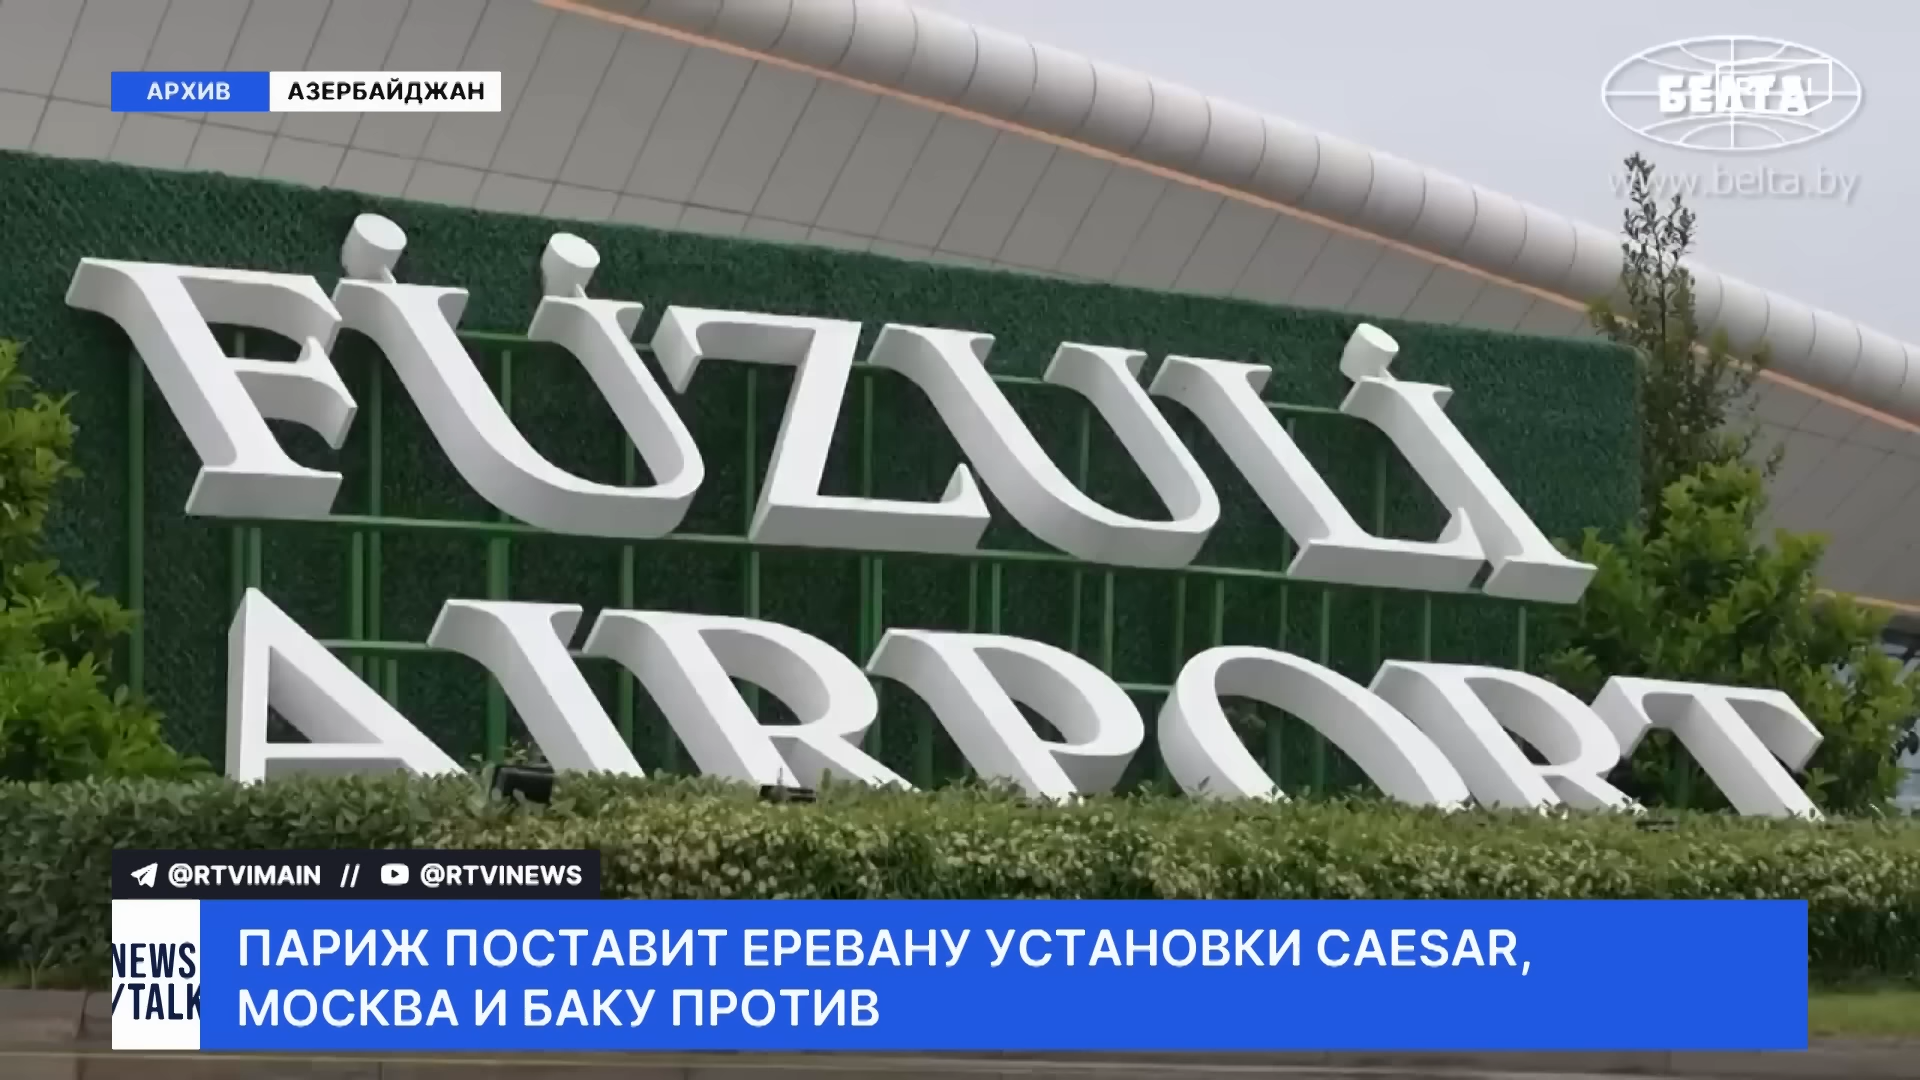 АРХИВ АЗЕРБАЙДЖАН
БЕЛТА
www.belta.by
FÜZULİ
AIRPORT
@RTVIMAIN // @RTVINEWS
NEWS
/TALK
ПАРИЖ ПОСТАВИТ ЕРЕВАНУ УСТАНОВКИ CAESAR,
МОСКВА И БАКУ ПРОТИВ